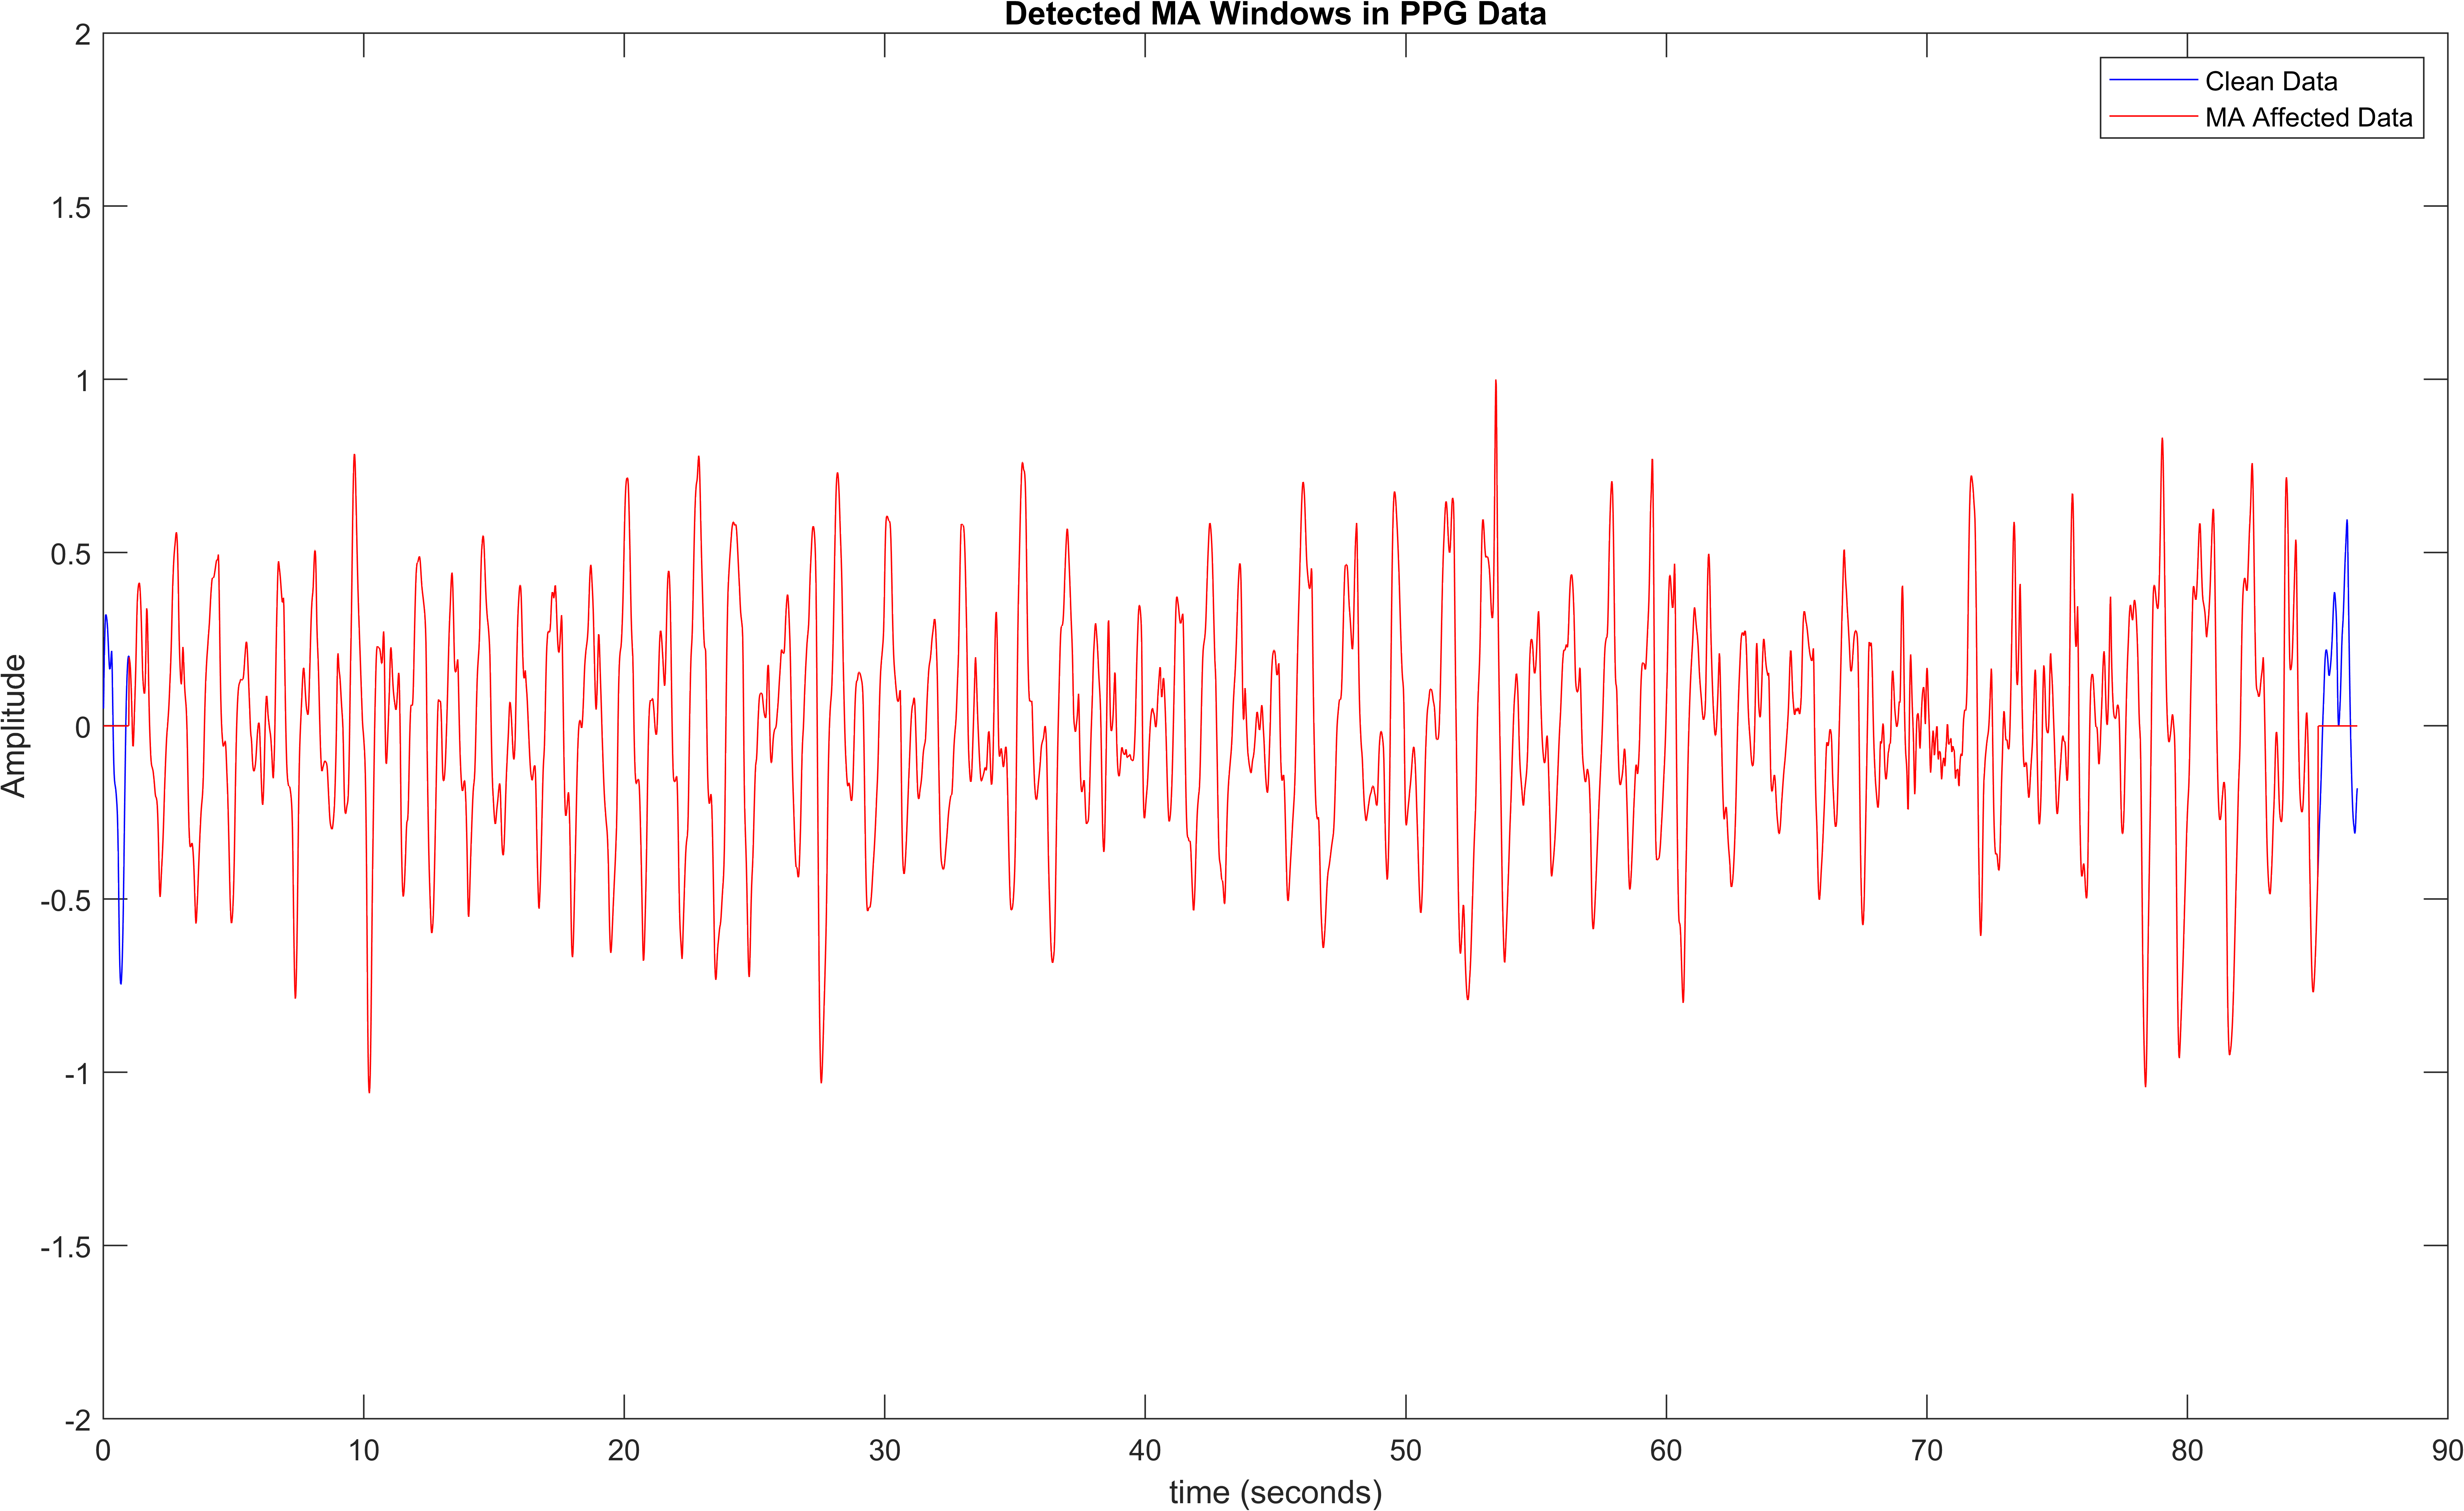 Detected MA Windows in PPG Data
Clean Data
MA Affected Data
Amplitude
2
1.5
1
0.5
0
-0.5
-1
-1.5
-2
0 10 20 30 40 50 60 70 80 90
time (seconds)